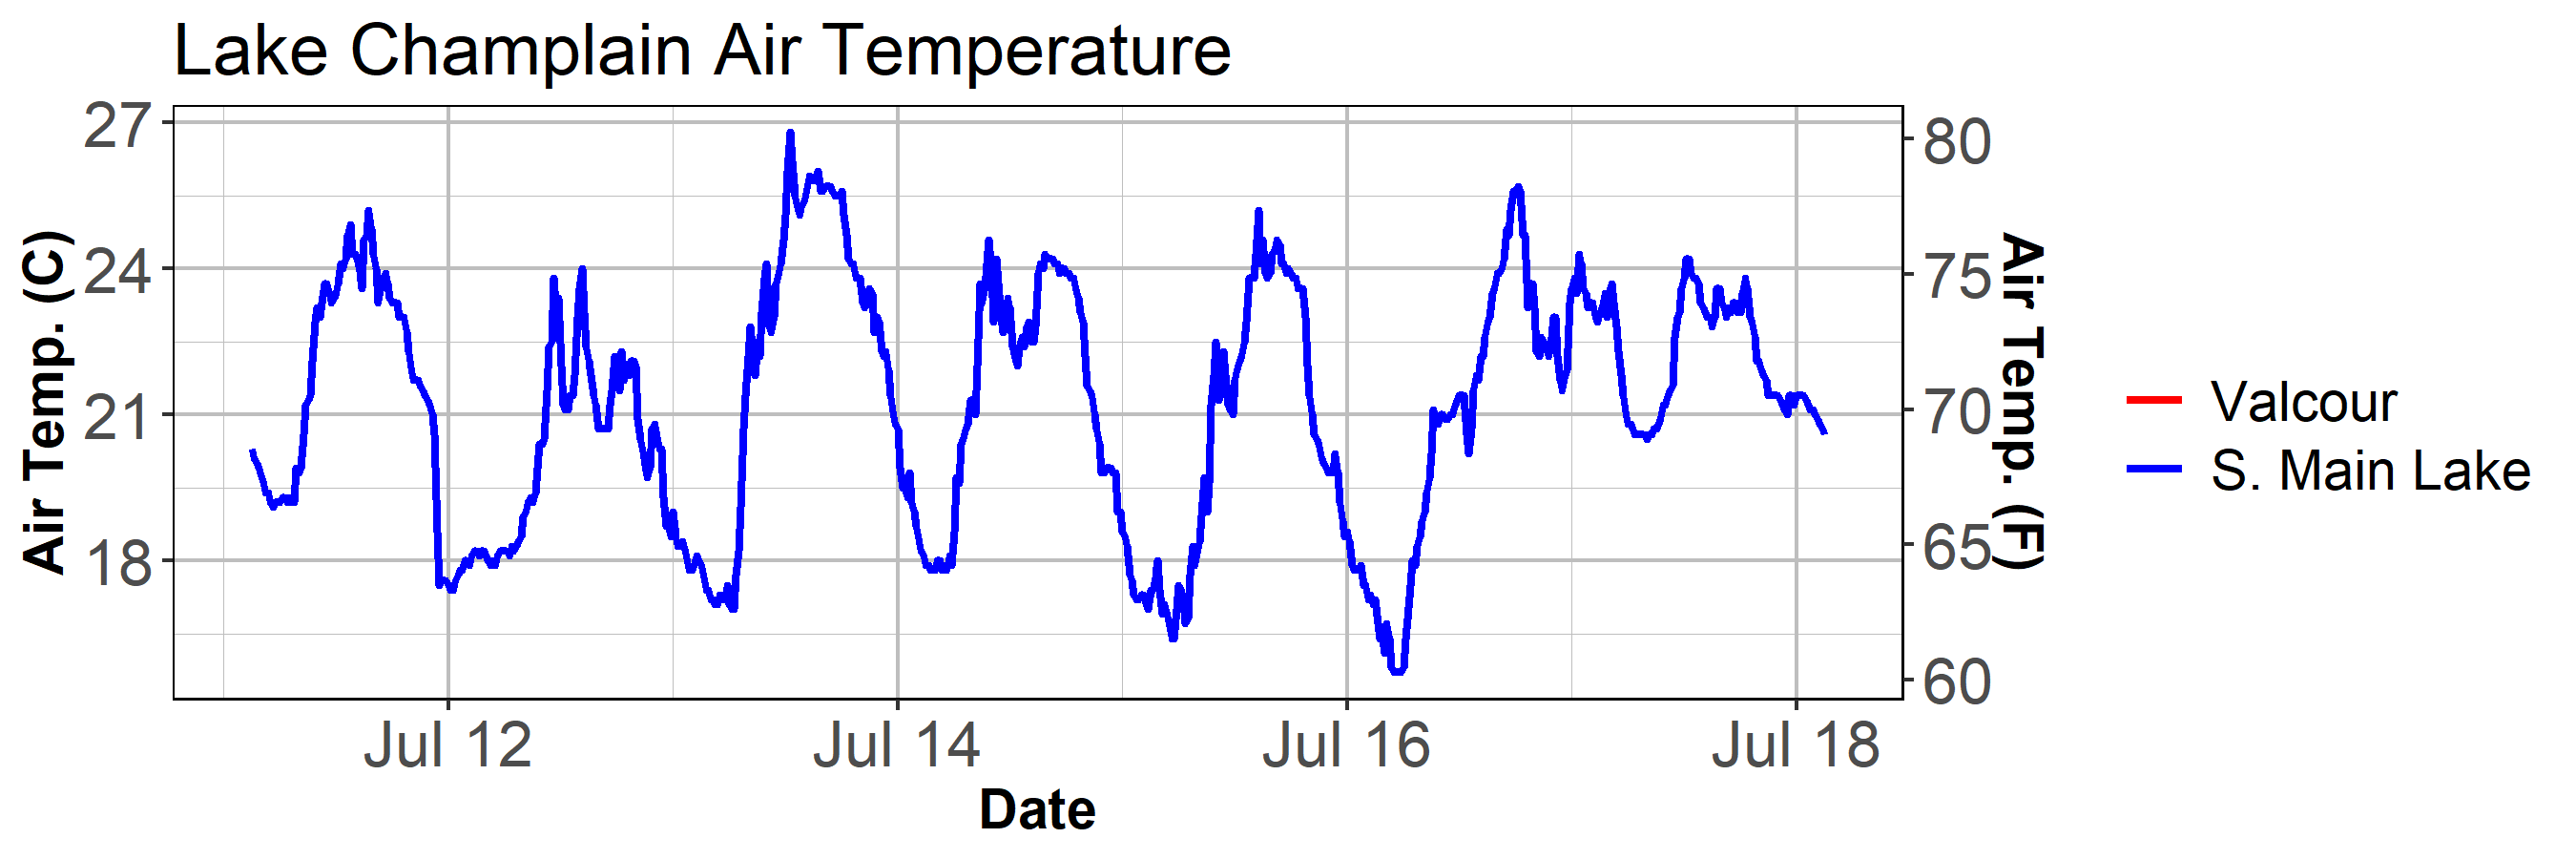 Lake Champlain Air Temperature
27
24
21
18
Air Temp. (C)
80
75
70
65
60
Air Temp. (F)
Jul 12
Jul 14
Jul 16
Jul 18
Date
Valcour
S. Main Lake